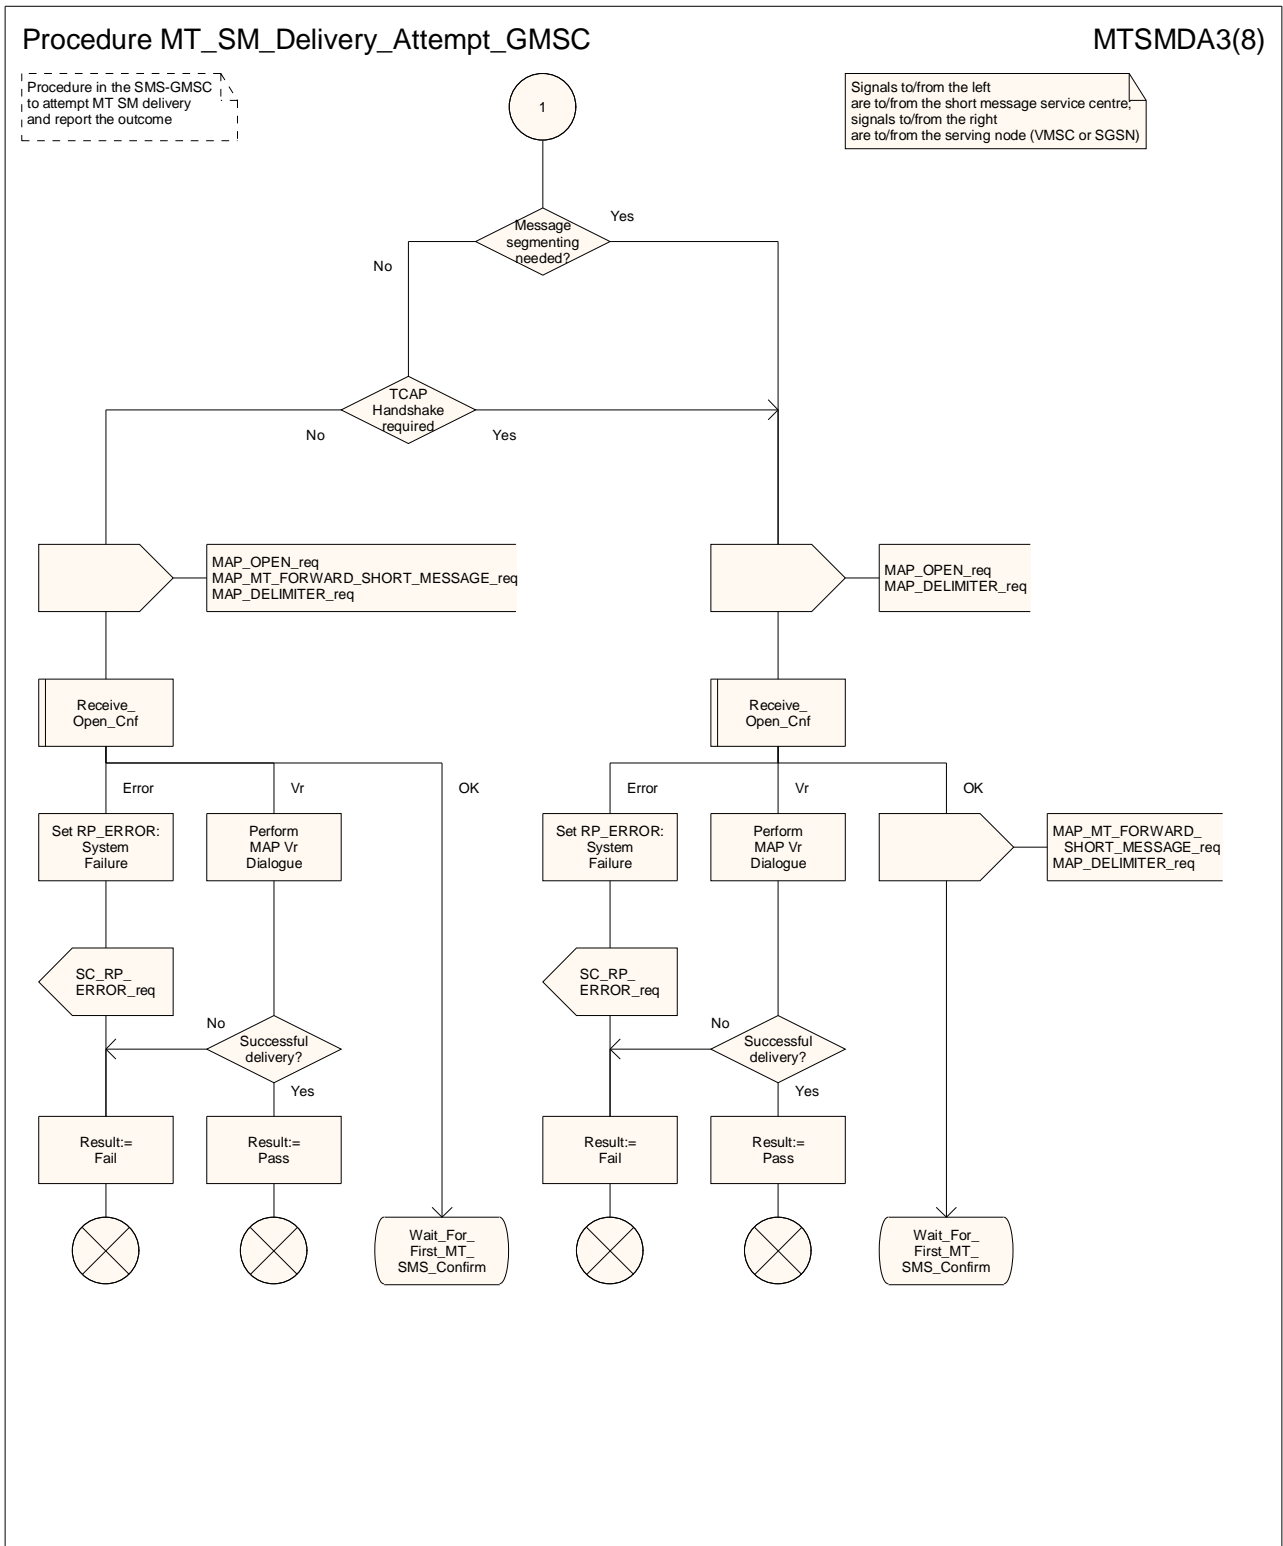 Procedure MT_SM_Delivery_Attempt_GMSC
MTSMDA3(8)
Procedure in the SMS-GMSC
to attempt MT SM delivery
and report the outcome
1
Signals to/from the left
are to/from the short message service centre;
signals to/from the right
are to/from the serving node (VMSC or SGSN)
Message
segmenting
needed?
Yes
No
TCAP
Handshake
required
No
Yes
MAP_OPEN_req
MAP_MT_FORWARD_SHORT_MESSAGE_req
MAP_DELIMITER_req
MAP_OPEN_req
MAP_DELIMITER_req
Receive_
Open_Cnf
Receive_
Open_Cnf
Error
Vr
OK
Error
Vr
OK
Set RP_ERROR:
System
Failure
Perform
MAP Vr
Dialogue
Set RP_ERROR:
System
Failure
Perform
MAP Vr
Dialogue
MAP_MT_FORWARD_
SHORT_MESSAGE_req
MAP_DELIMITER_req
SC_RP_
ERROR_req
SC_RP_
ERROR_req
No
Successful
delivery?
Yes
No
Successful
delivery?
Yes
Result:=
Fail
Result:=
Pass
Result:=
Fail
Result:=
Pass
Wait_For_
First_MT_
SMS_Confirm
Wait_For_
First_MT_
SMS_Confirm